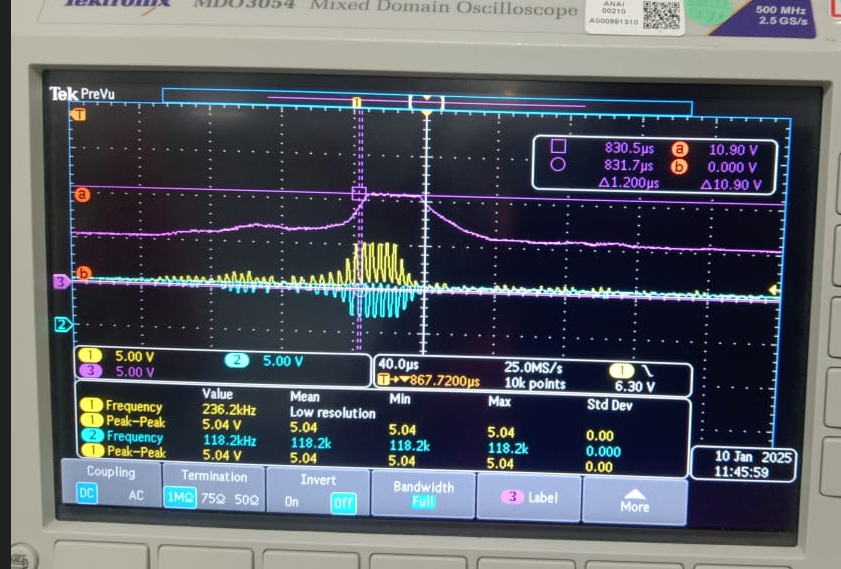 Tektronix MDO3054 Mixed Domain Oscilloscope
ANAI
00210
A000991310
500 MHz
2.5 GS/s
Tek PreVu
T
T
830.5µs a 10.90 V
831.7µs b 0.000 V
Δ1.200µs Δ10.90 V
a
b
3
2
1 5.00 V 2 5.00 V
3 5.00 V
40.0µs 25.0MS/s 1
T→▼867.7200µs 10k points 6.30 V
Value Mean Min Max Std Dev
1 Frequency 236.2kHz Low resolution
1 Peak-Peak 5.04 V 5.04 5.04 5.04 0.00
2 Frequency 118.2kHz 118.2k 118.2k 118.2k 0.000
1 Peak-Peak 5.04 V 5.04 5.04 5.04 0.00
10 Jan 2025
11:45:59
Coupling
DC AC
Termination
1MΩ 75Ω 50Ω
Invert
On Off
Bandwidth
Full
3 Label
More